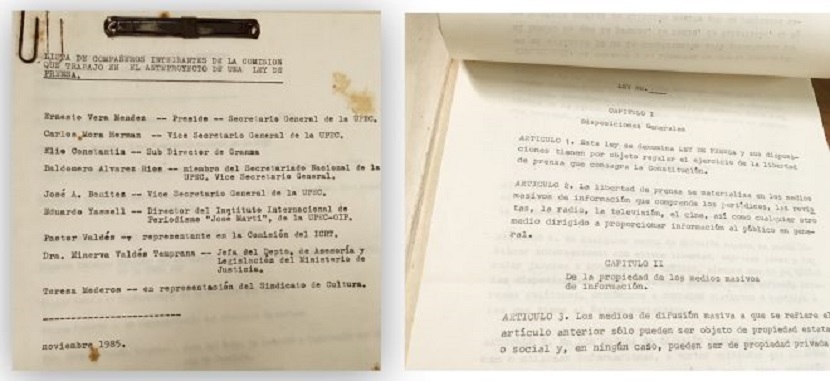 LISTA DE COMPAÑEROS INTEGRANTES DE LA COMISION
QUE TRABAJO EN EL ANTEPROYECTO DE UNA LEY DE
PRENSA.
Ernesto Vera Mendez -- Preside -- Secretario General de la UPEC.
Carlos Mora Herman -- Vice Secretario General de la UPEC.
Elio Constantin -- Sub Director de Granma
Baldomero Alvarez Rios -- miembro del Secretariado Nacional de la
UPEC, Vice Secretario General.
José A. Benitez -- Vice Secretario General de la UPEC.
Eduardo Yasmell -- Director del Instituto Internacional de
Periodismo "José Martí", de la UPEC-OIP.
Pastor Valdés -- representante en la Comisión del ICRT.
Dra. Minerva Valdés Temprana -- Jefa del Depto. de Asesoría y
Legislación del Ministerio de
Justicia.
Teresa Mederos -- en representación del Sindicato de Cultura.
-----------------------
noviembre 1985.
LEY No.____
CAPITULO I
Disposiciones Generales
ARTICULO 1. Esta Ley se denomina LEY DE PRENSA y sus disposi-
ciones tienen por objeto regular el ejercicio de la libertad
de prensa que consagra la Constitución.
ARTICULO 2. La libertad de prensa se materializa en los medios
masivos de información que comprende los periódicos, las revis
tas, la radio, la televisión, el cine, así como cualquier otro
medio dirigido a proporcionar información al público en gene-
ral.
CAPITULO II
De la propiedad de los medios masivos
de información.
ARTICULO 3. Los medios de difusión masiva a que se refiere el
artículo anterior sólo pueden ser objeto de propiedad estata
o social y, en ningún caso, pueden ser de propiedad privada